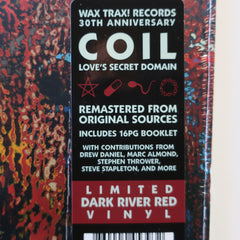 WAX TRAX! RECORDS
30TH ANNIVERSARY
COIL
LOVE'S SECRET DOMAIN
REMASTERED FROM
ORIGINAL SOURCES
INCLUDES 16PG BOOKLET
WITH CONTRIBUTIONS FROM
DREW DANIEL, MARC ALMOND,
STEPHEN THROWER,
STEVE STAPLETON, AND MORE
LIMITED
DARK RIVER RED
VINYL